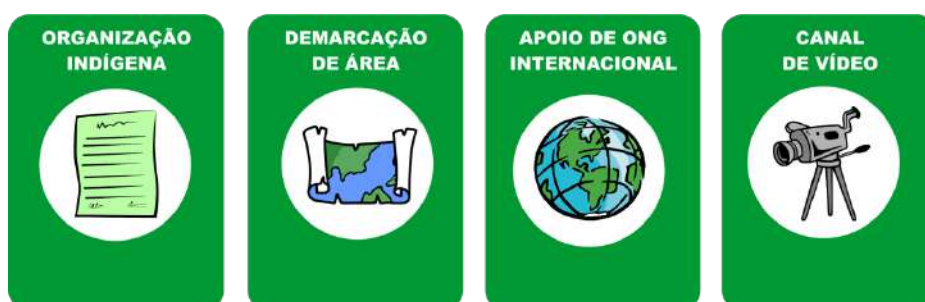 ORGANIZAÇÃO
INDÍGENA
DEMARCAÇÃO
DE ÁREA
APOIO DE ONG
INTERNACIONAL
CANAL
DE VÍDEO